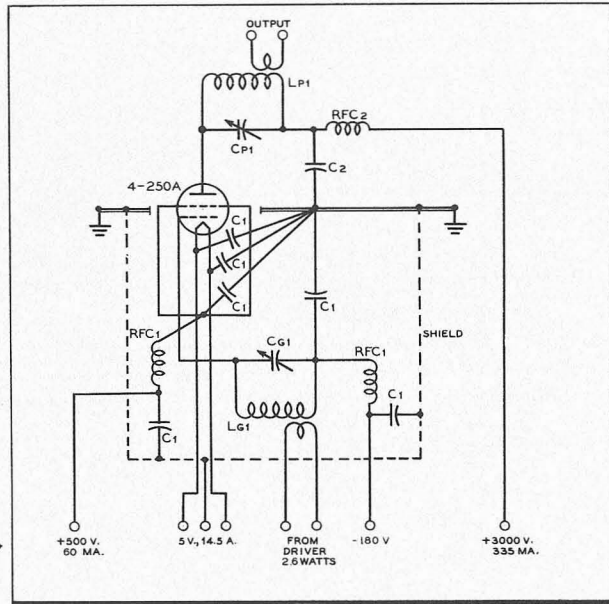 OUTPUT
LP1
RFC2
CP1
C2
4-250A
C1
C1
C1
C1
SHIELD
RFC1
CG1
RFC1
C1
C1
LG1
+500 V.
60 MA.
5 V., 14.5 A.
FROM
DRIVER
2.6 WATTS
-180 V
+3000 V.
335 MA.